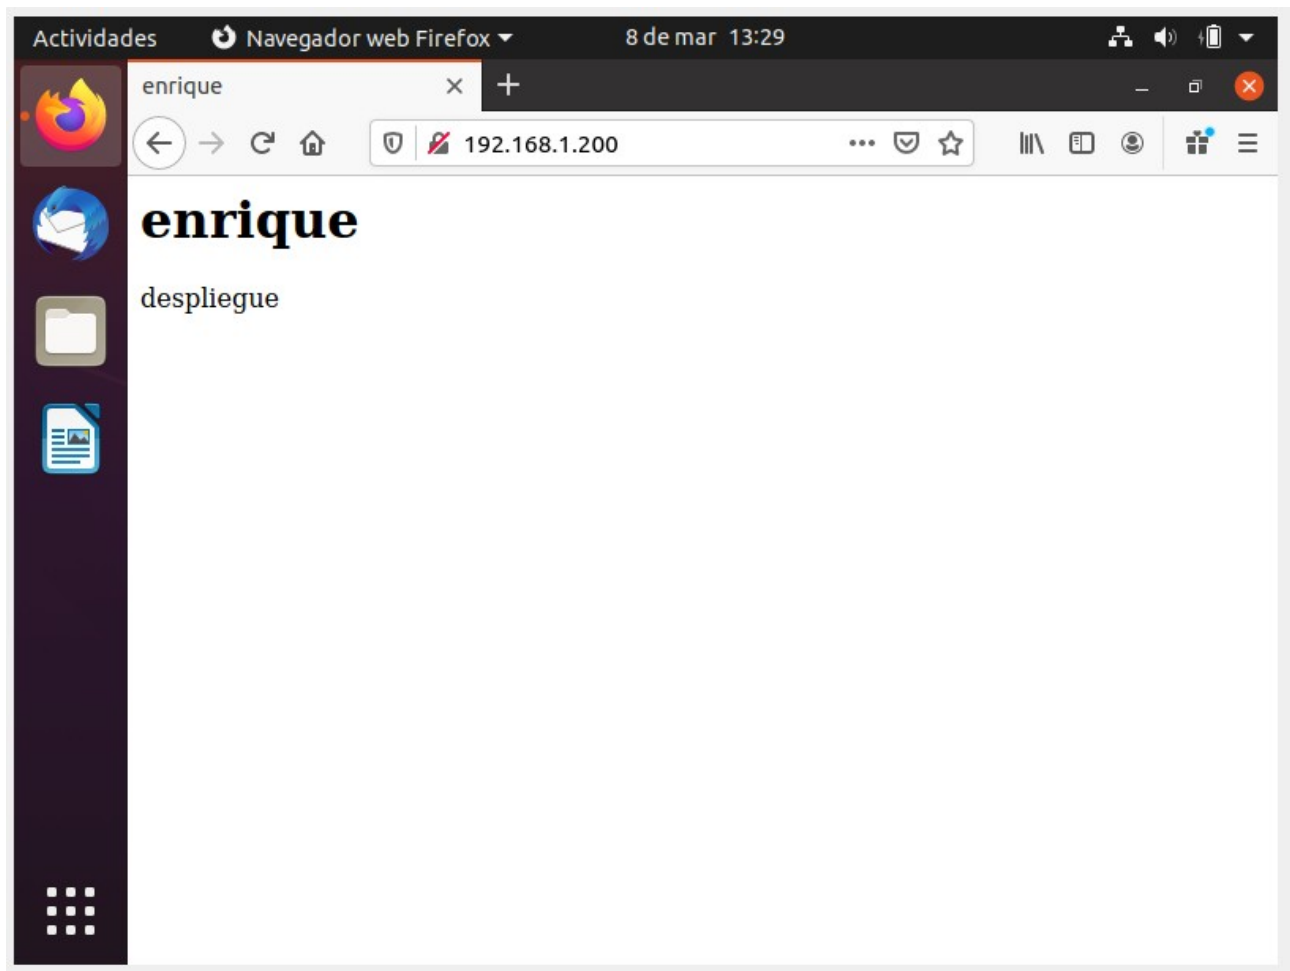 Actividades Navegador web Firefox 8 de mar 13:29
enrique
192.168.1.200
enrique
despliegue